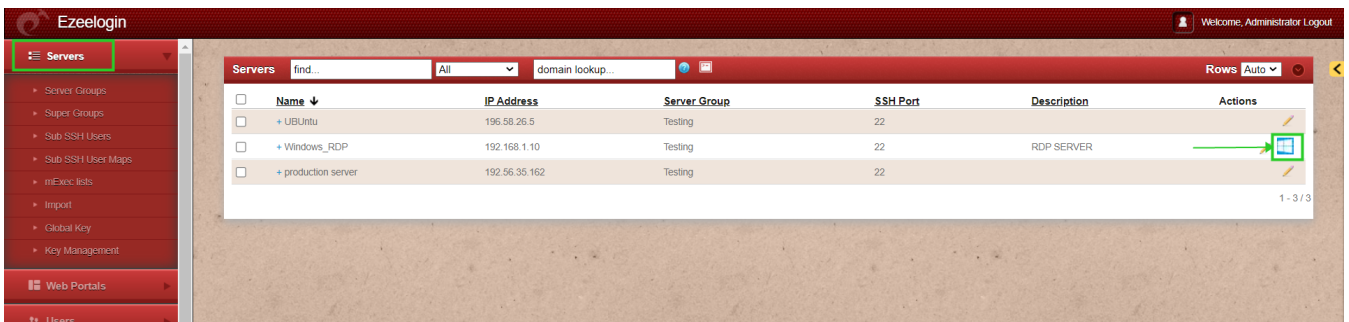 Ezeelogin
Welcome, Administrator Logout
Servers
Server Groups
Super Groups
Sub SSH Users
Sub SSH User Maps
mExec lists
Import
Global Key
Key Management
Web Portals
Users
Servers find... All domain lookup... Rows Auto
Name IP Address Server Group SSH Port Description Actions
+ UBUntu 196.58.26.5 Testing 22
+ Windows_RDP 192.168.1.10 Testing 22 RDP SERVER
+ production server 192.56.35.162 Testing 22
1 - 3 / 3